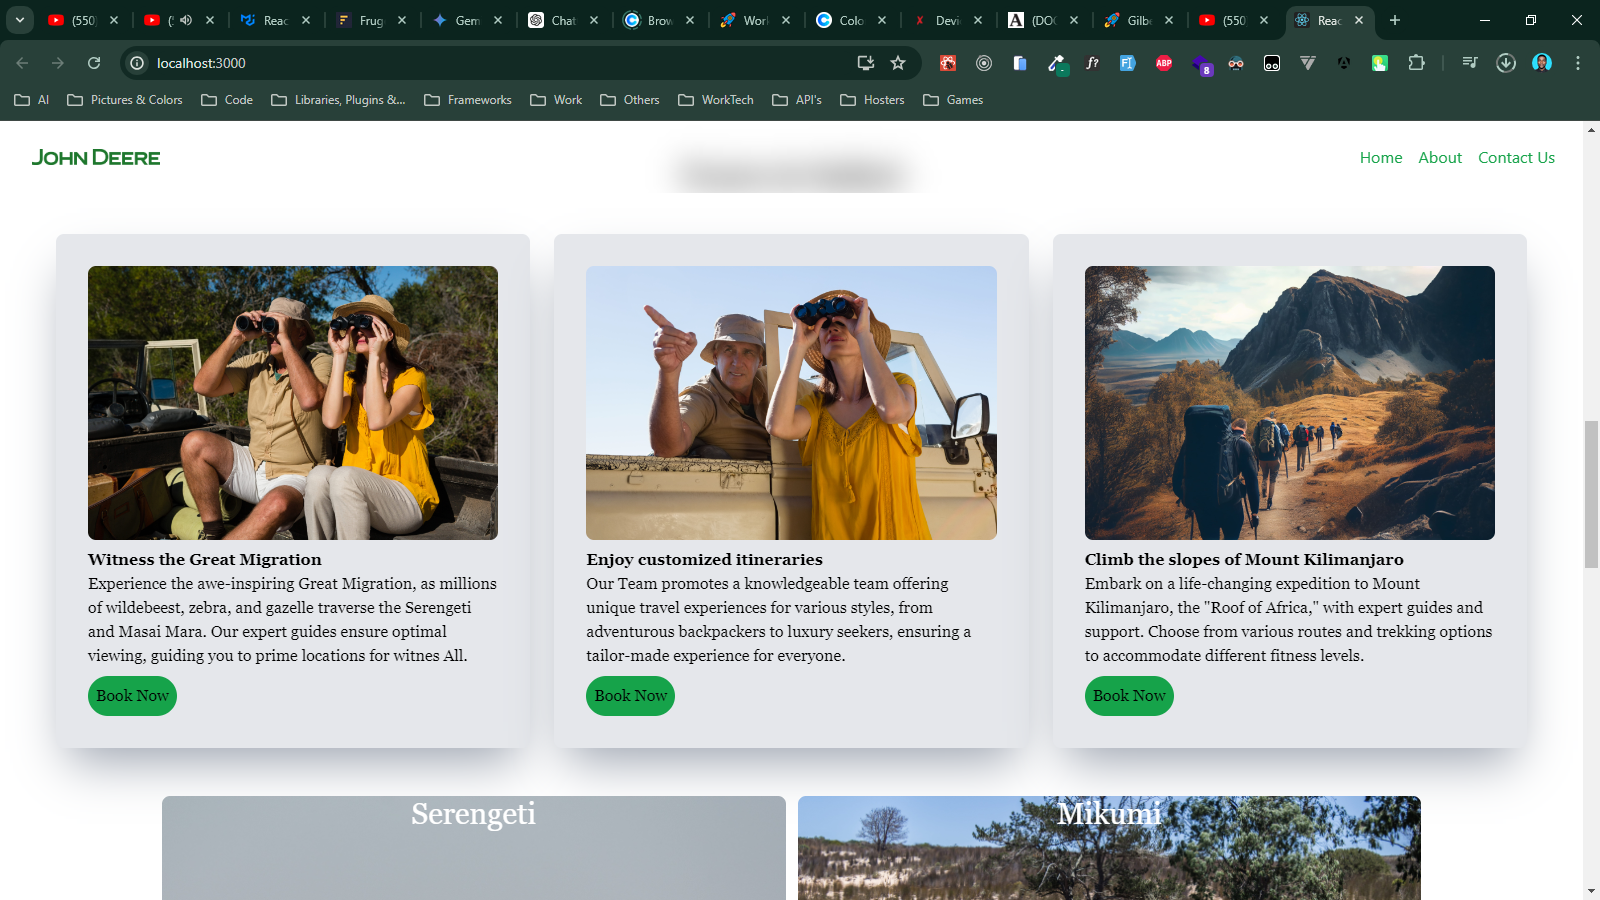 (550)
(
Reac
Frug
Gem
Chat
Brow
Work
Colo
Devi
A (DOC
Gilbe
(550
Reac
localhost:3000
f?
ABP
8
AI
Pictures & Colors
Code
Libraries, Plugins &...
Frameworks
Work
Others
WorkTech
API's
Hosters
Games
JOHN DEERE
Home
About
Contact Us
Witness the Great Migration
Experience the awe-inspiring Great Migration, as millions
of wildebeest, zebra, and gazelle traverse the Serengeti
and Masai Mara. Our expert guides ensure optimal
viewing, guiding you to prime locations for witnes All.
Book Now
Enjoy customized itineraries
Our Team promotes a knowledgeable team offering
unique travel experiences for various styles, from
adventurous backpackers to luxury seekers, ensuring a
tailor-made experience for everyone.
Book Now
Climb the slopes of Mount Kilimanjaro
Embark on a life-changing expedition to Mount
Kilimanjaro, the "Roof of Africa," with expert guides and
support. Choose from various routes and trekking options
to accommodate different fitness levels.
Book Now
Serengeti
Mikumi